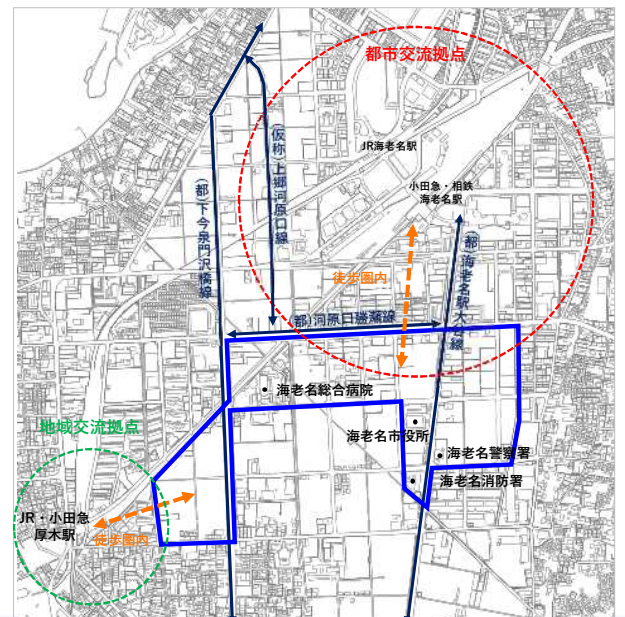 都市交流拠点
JR海老名駅
小田急・相鉄
海老名駅
(仮称)上郷河原口線
(都)下今泉門沢橋線
(都)海老名駅大谷線
徒歩圏内
(都)河原口勝瀬線
海老名総合病院
地域交流拠点
海老名市役所
海老名警察署
海老名消防署
JR・小田急
厚木駅
徒歩圏内